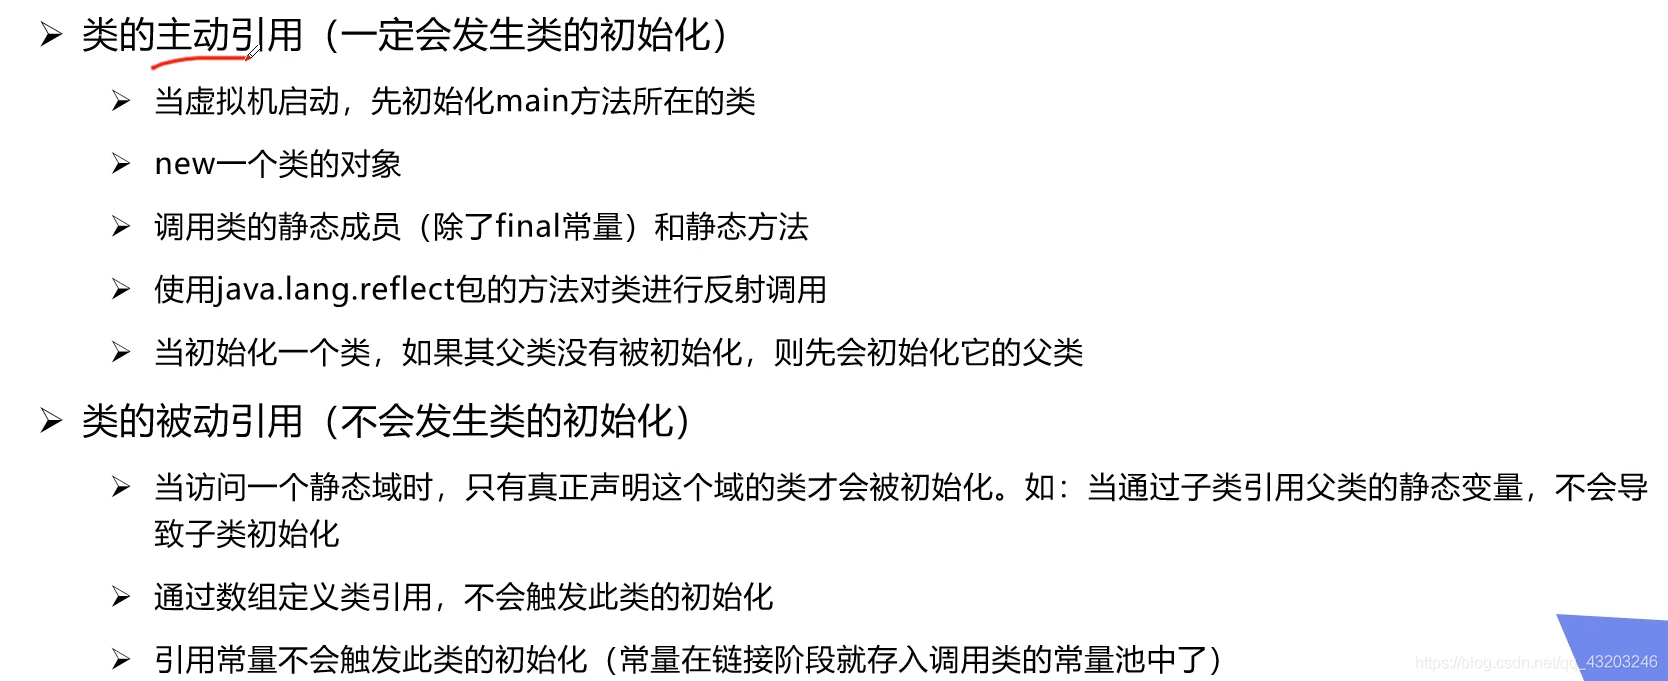 类的主动引用（一定会发生类的初始化）
当虚拟机启动，先初始化main方法所在的类
new一个类的对象
调用类的静态成员（除了final常量）和静态方法
使用java.lang.reflect包的方法对类进行反射调用
当初始化一个类，如果其父类没有被初始化，则先会初始化它的父类
类的被动引用（不会发生类的初始化）
当访问一个静态域时，只有真正声明这个域的类才会被初始化。如：当通过子类引用父类的静态变量，不会导
致子类初始化
通过数组定义类引用，不会触发此类的初始化
引用常量不会触发此类的初始化（常量在链接阶段就存入调用类的常量池中了）
https://blog.csdn.net/qq_43203246